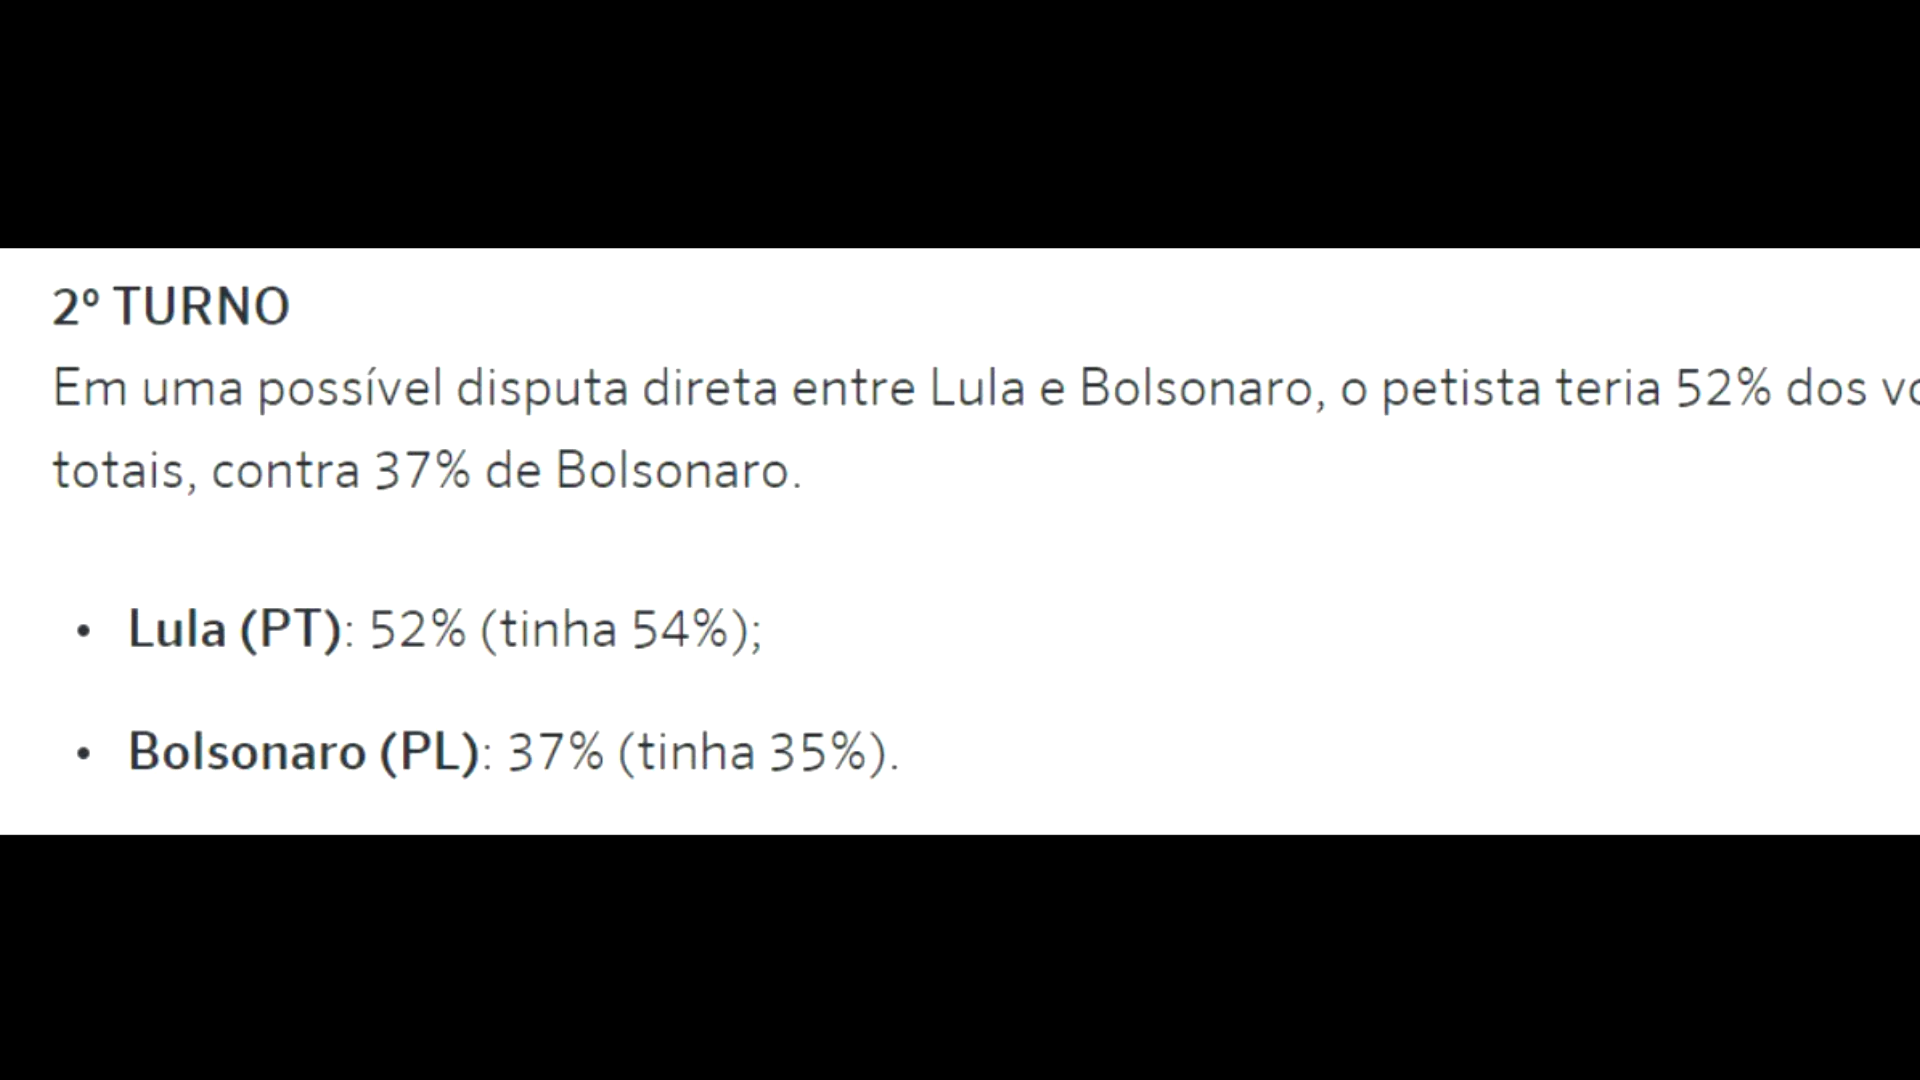 2º TURNO
Em uma possível disputa direta entre Lula e Bolsonaro, o petista teria 52% dos
totais, contra 37% de Bolsonaro.
• Lula (PT): 52% (tinha 54%);
• Bolsonaro (PL): 37% (tinha 35%).